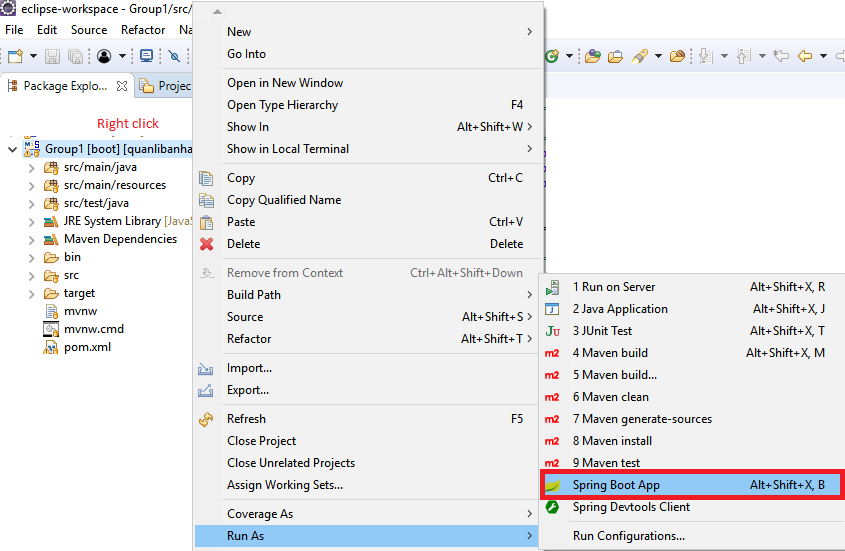 eclipse-workspace - Group1/src/
File Edit Source Refactor Na
Package Explo... Projec
Right click
Group1 [boot] [quanlibanha
src/main/java
src/main/resources
src/test/java
JRE System Library [JavaS
Maven Dependencies
bin
src
target
mvnw
mvnw.cmd
pom.xml
New
Go Into
Open in New Window
Open Type Hierarchy F4
Show In Alt+Shift+W
Show in Local Terminal
Copy Ctrl+C
Copy Qualified Name
Paste Ctrl+V
Delete Delete
Remove from Context Ctrl+Alt+Shift+Down
Build Path
Source Alt+Shift+S
Refactor Alt+Shift+T
Import...
Export...
Refresh F5
Close Project
Close Unrelated Projects
Assign Working Sets...
Coverage As
Run As
1 Run on Server Alt+Shift+X, R
2 Java Application Alt+Shift+X, J
3 JUnit Test Alt+Shift+X, T
4 Maven build Alt+Shift+X, M
5 Maven build...
6 Maven clean
7 Maven generate-sources
8 Maven install
9 Maven test
Spring Boot App Alt+Shift+X, B
Spring Devtools Client
Run Configurations...